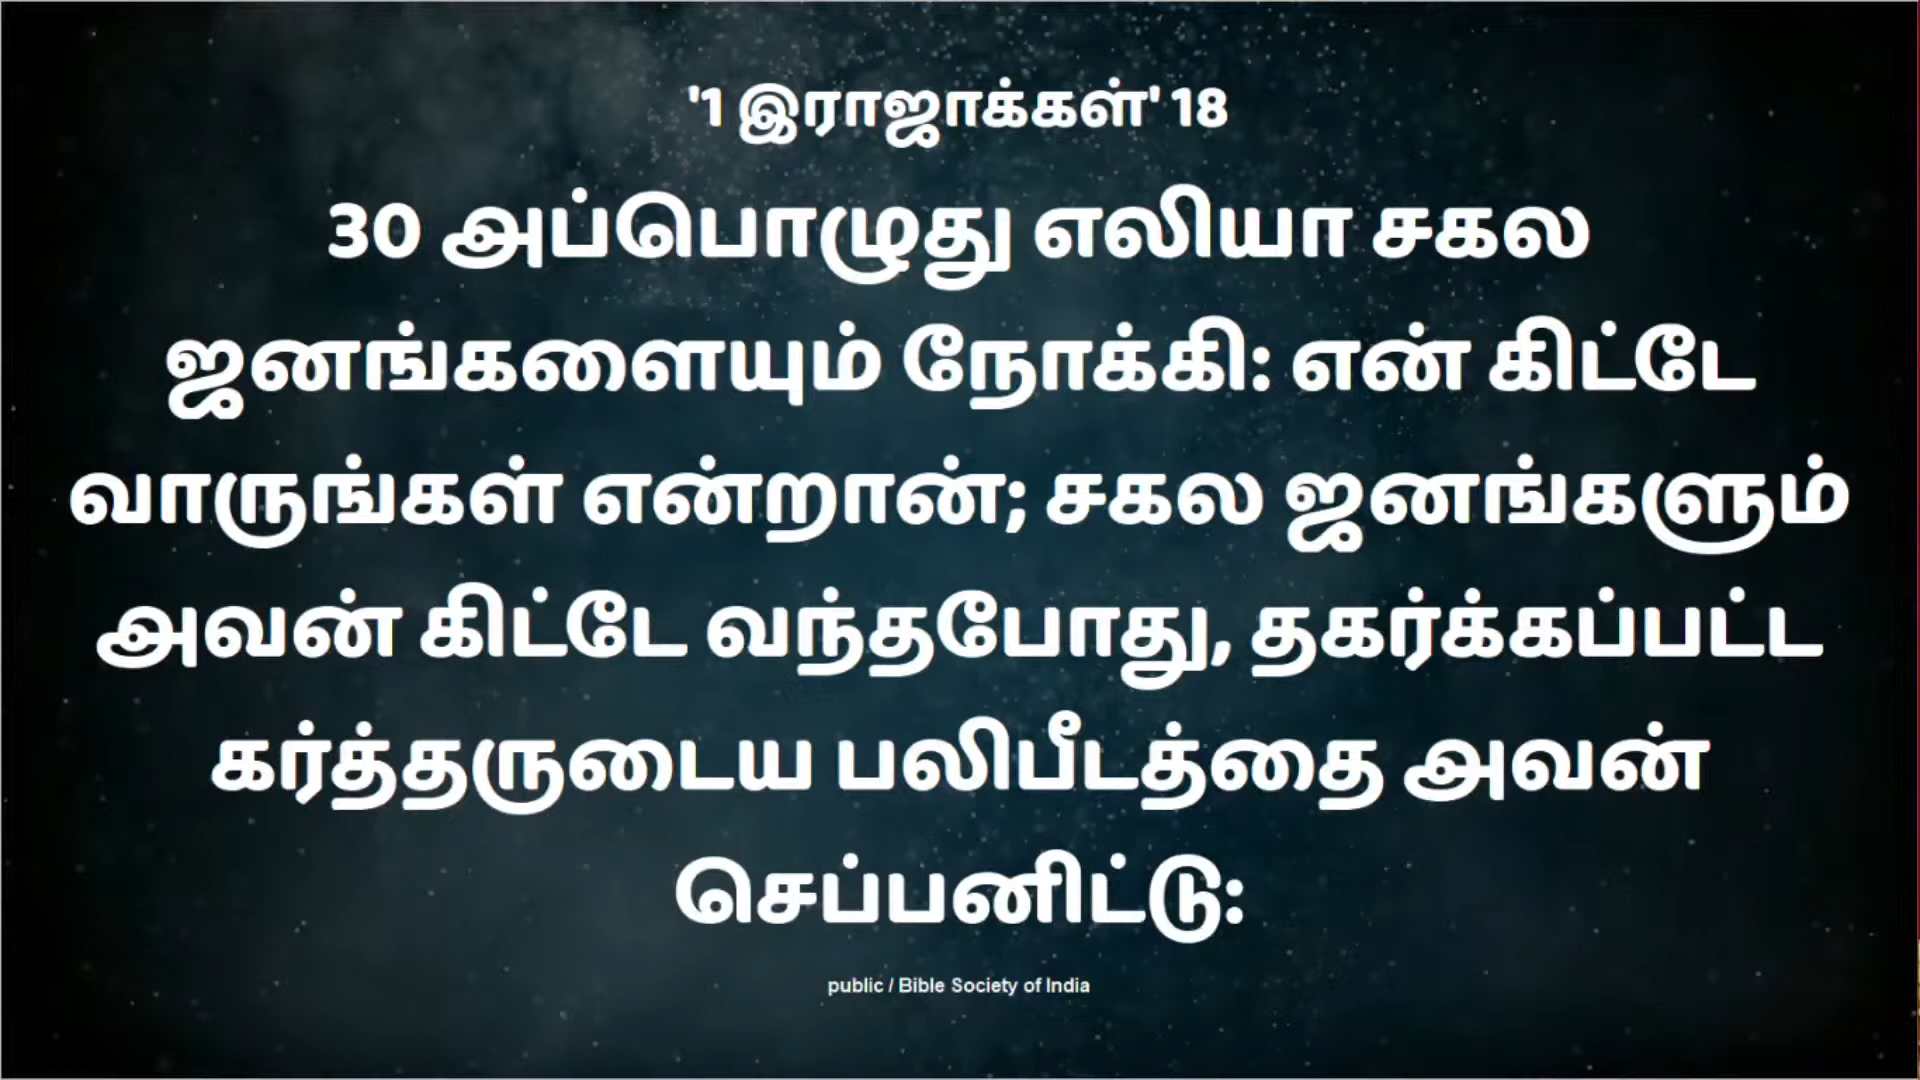 '1 இராஜாக்கள்' 18
30 அப்பொழுது எலியா சகல
ஜனங்களையும் நோக்கி: என் கிட்டே
வாருங்கள் என்றான்; சகல ஜனங்களும்
அவன் கிட்டே வந்தபோது, தகர்க்கப்பட்ட
கர்த்தருடைய பலிபீடத்தை அவன்
செப்பனிட்டு:
public / Bible Society of India